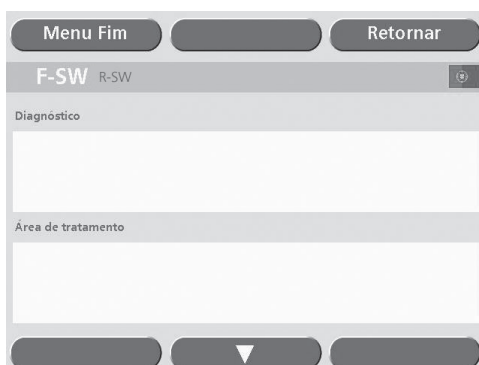 Menu Fim Retornar
F-SW R-SW
Diagnóstico
Área de tratamento